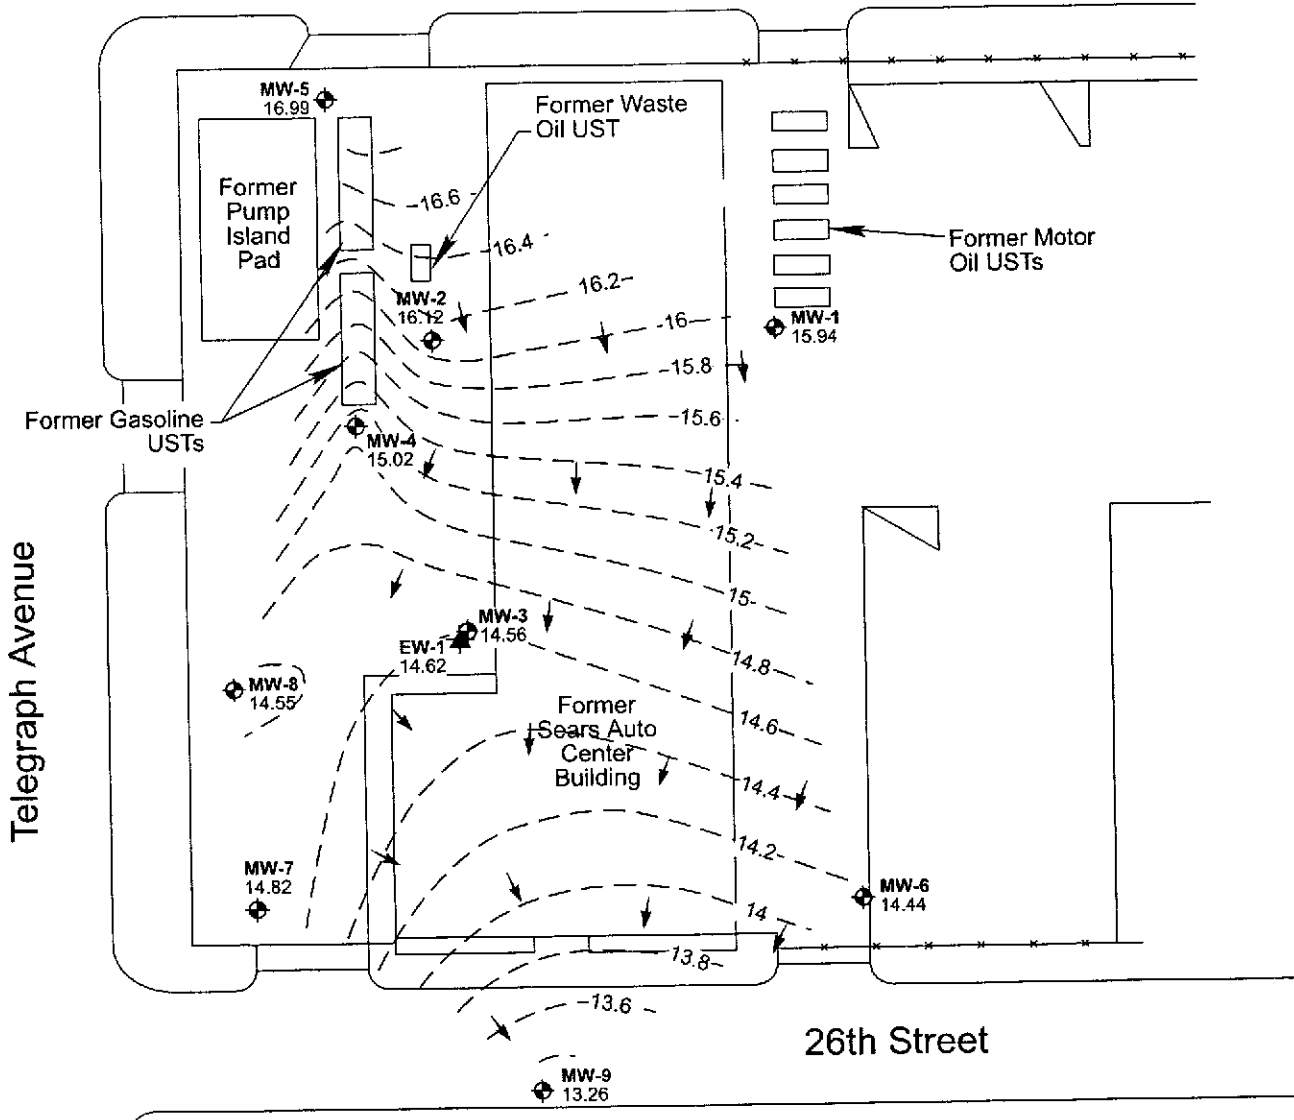 MW-5
16.99
Former Waste
Oil UST
Former
Pump
Island
Pad
16.6
16.4
Former Motor
Oil USTs
16.2
MW-2
16.12
16
MW-1
15.94
15.8
Former Gasoline
USTs
15.6
MW-4
15.02
15.4
15.2
15
Telegraph Avenue
MW-3
14.56
EW-1
14.62
14.8
MW-8
14.55
Former
Sears Auto
Center
Building
14.6
14.4
14.2
MW-7
14.82
MW-6
14.44
14
13.8
13.6
26th Street
MW-9
13.26